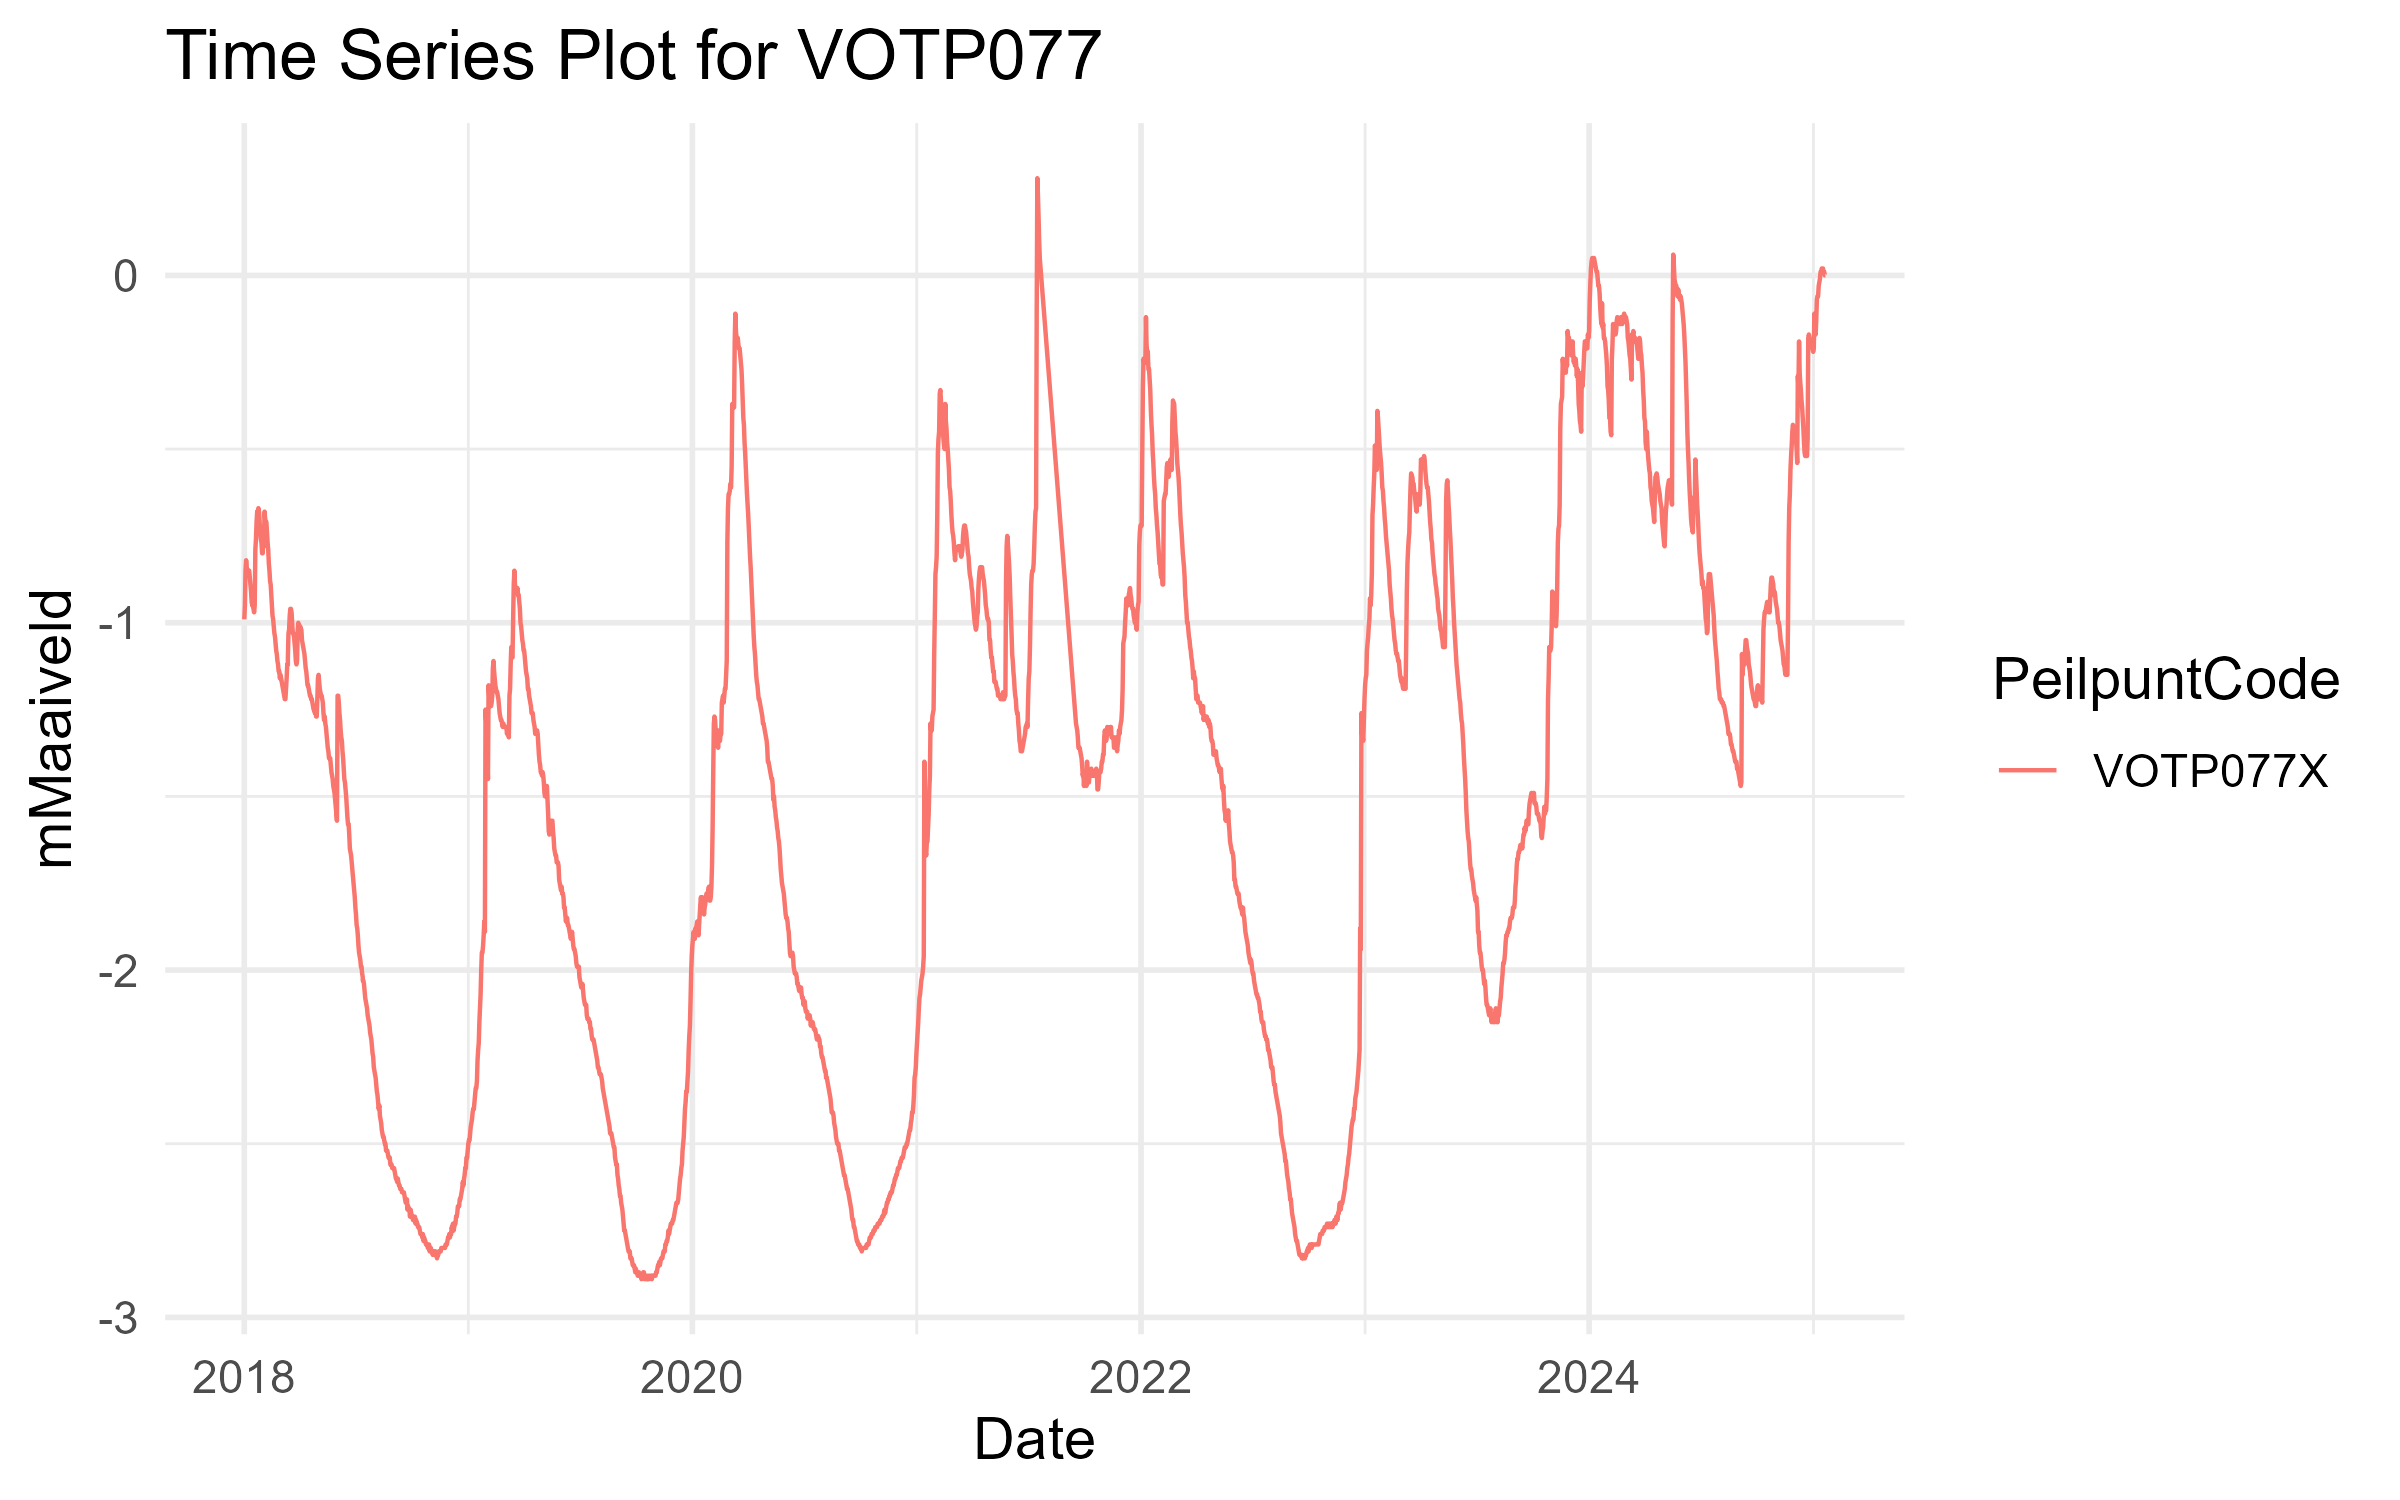 Time Series Plot for VOTP077
mMaaiveld
0
-1
-2
-3
2018
2020
2022
2024
Date
PeilpuntCode
VOTP077X